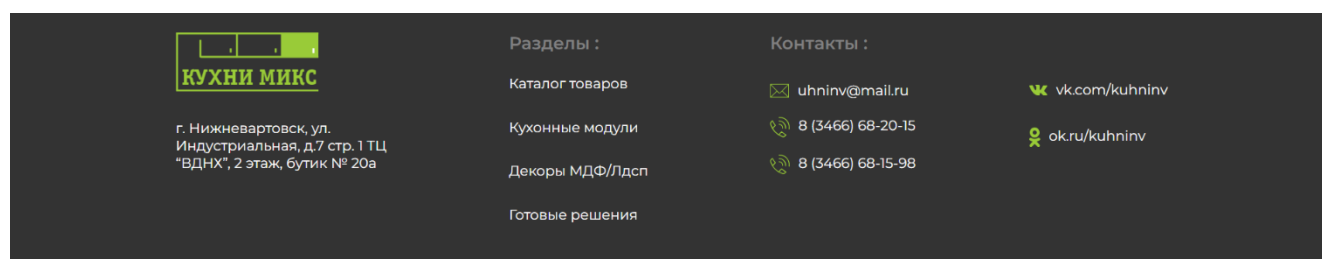 КУХНИ МИКС
г. Нижневартовск, ул.
Индустриальная, д.7 стр. 1 ТЦ
“ВДНХ”, 2 этаж, бутик № 20а
Разделы :
Каталог товаров
Кухонные модули
Декоры МДФ/Лдсп
Готовые решения
Контакты :
uhninv@mail.ru
8 (3466) 68-20-15
8 (3466) 68-15-98
vk.com/kuhninv
ok.ru/kuhninv